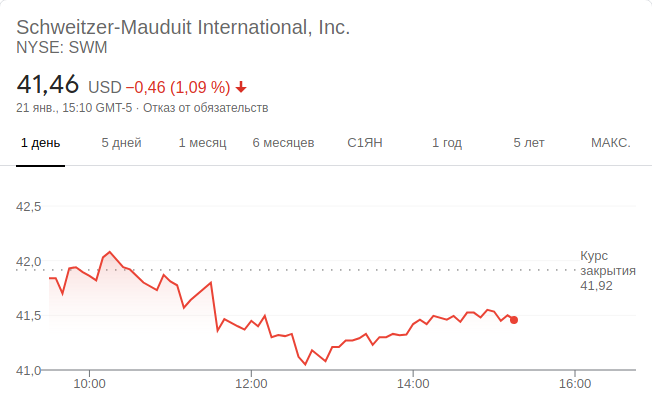 Schweitzer-Mauduit International, Inc.
NYSE: SWM
41,46 USD −0,46 (1,09 %)
21 янв., 15:10 GMT-5 · Отказ от обязательств
1 день 5 дней 1 месяц 6 месяцев С1ЯН 1 год 5 лет МАКС.
42,5
42,0
Курс
закрытия
41,92
41,5
41,0
10:00 12:00 14:00 16:00